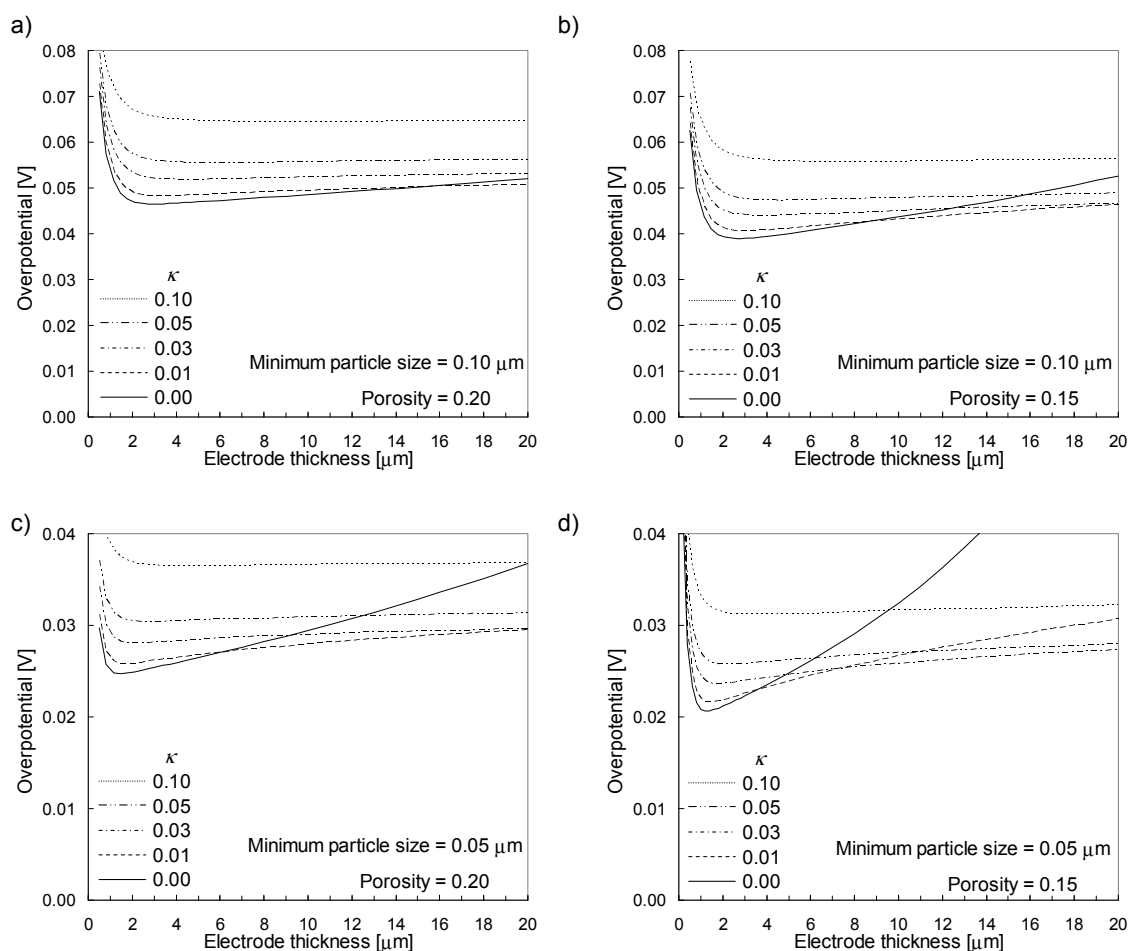 a)
0.08
0.07
0.06
0.05
0.04
0.03
0.02
0.01
0.00
Overpotential [V]
κ
0.10
0.05
0.03
0.01
0.00
Minimum particle size = 0.10 μm
Porosity = 0.20
0 2 4 6 8 10 12 14 16 18 20
Electrode thickness [μm]
b)
0.08
0.07
0.06
0.05
0.04
0.03
0.02
0.01
0.00
Overpotential [V]
κ
0.10
0.05
0.03
0.01
0.00
Minimum particle size = 0.10 μm
Porosity = 0.15
0 2 4 6 8 10 12 14 16 18 20
Electrode thickness [μm]
c)
0.04
0.03
0.02
0.01
0.00
Overpotential [V]
κ
0.10
0.05
0.03
0.01
0.00
Minimum particle size = 0.05 μm
Porosity = 0.20
0 2 4 6 8 10 12 14 16 18 20
Electrode thickness [μm]
d)
0.04
0.03
0.02
0.01
0.00
Overpotential [V]
κ
0.10
0.05
0.03
0.01
0.00
Minimum particle size = 0.05 μm
Porosity = 0.15
0 2 4 6 8 10 12 14 16 18 20
Electrode thickness [μm]